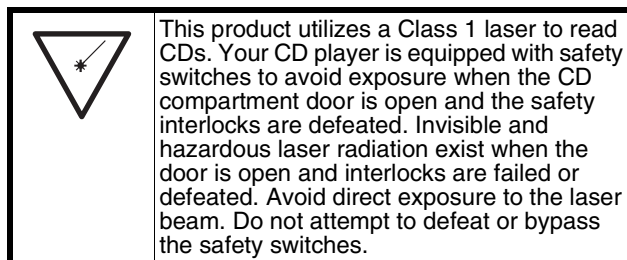 This product utilizes a Class 1 laser to read
CDs. Your CD player is equipped with safety
switches to avoid exposure when the CD
compartment door is open and the safety
interlocks are defeated. Invisible and
hazardous laser radiation exist when the
door is open and interlocks are failed or
defeated. Avoid direct exposure to the laser
beam. Do not attempt to defeat or bypass
the safety switches.